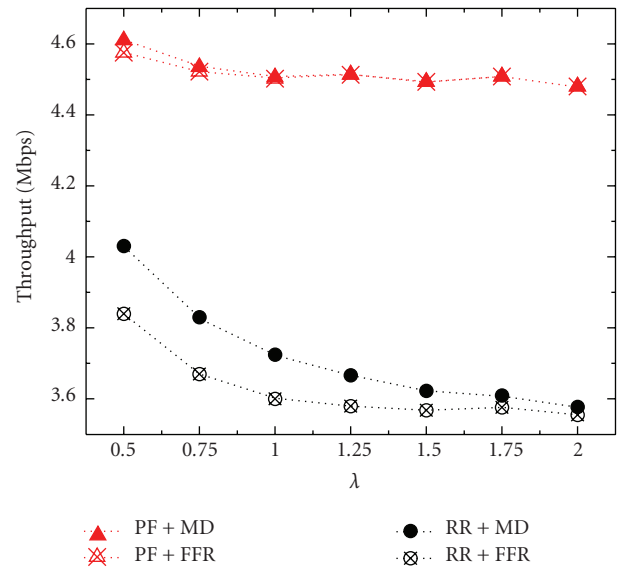 4.6
4.4
4.2
4
3.8
3.6
Throughput (Mbps)
0.5 0.75 1 1.25 1.5 1.75 2
λ
PF + MD
PF + FFR
RR + MD
RR + FFR